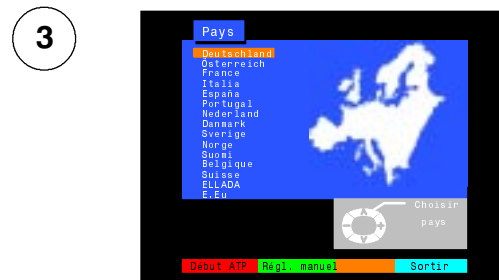 3
Pays
Deutschland
Österreich
France
Italia
España
Portugal
Nederland
Danmark
Sverige
Norge
Suomi
Belgique
Suisse
ELLADA
E.Eu
Choisir
pays
Début ATP Régl. manuel Sortir